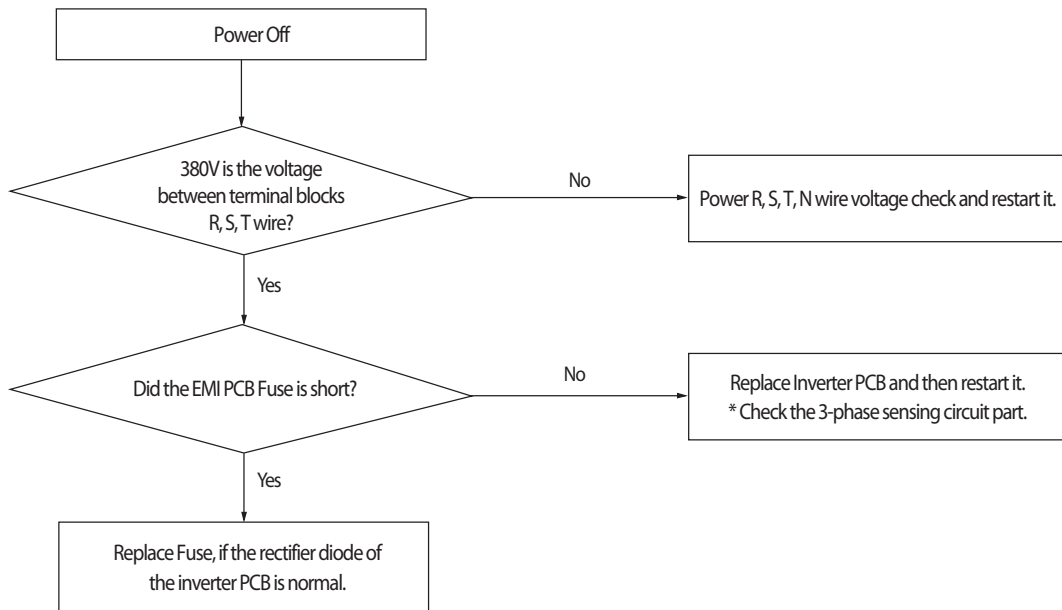 Power Off
380V is the voltage
between terminal blocks
R, S, T wire?
No
Power R, S, T, N wire voltage check and restart it.
Yes
Did the EMI PCB Fuse is short?
No
Replace Inverter PCB and then restart it.
* Check the 3-phase sensing circuit part.
Yes
Replace Fuse, if the rectifier diode of
the inverter PCB is normal.